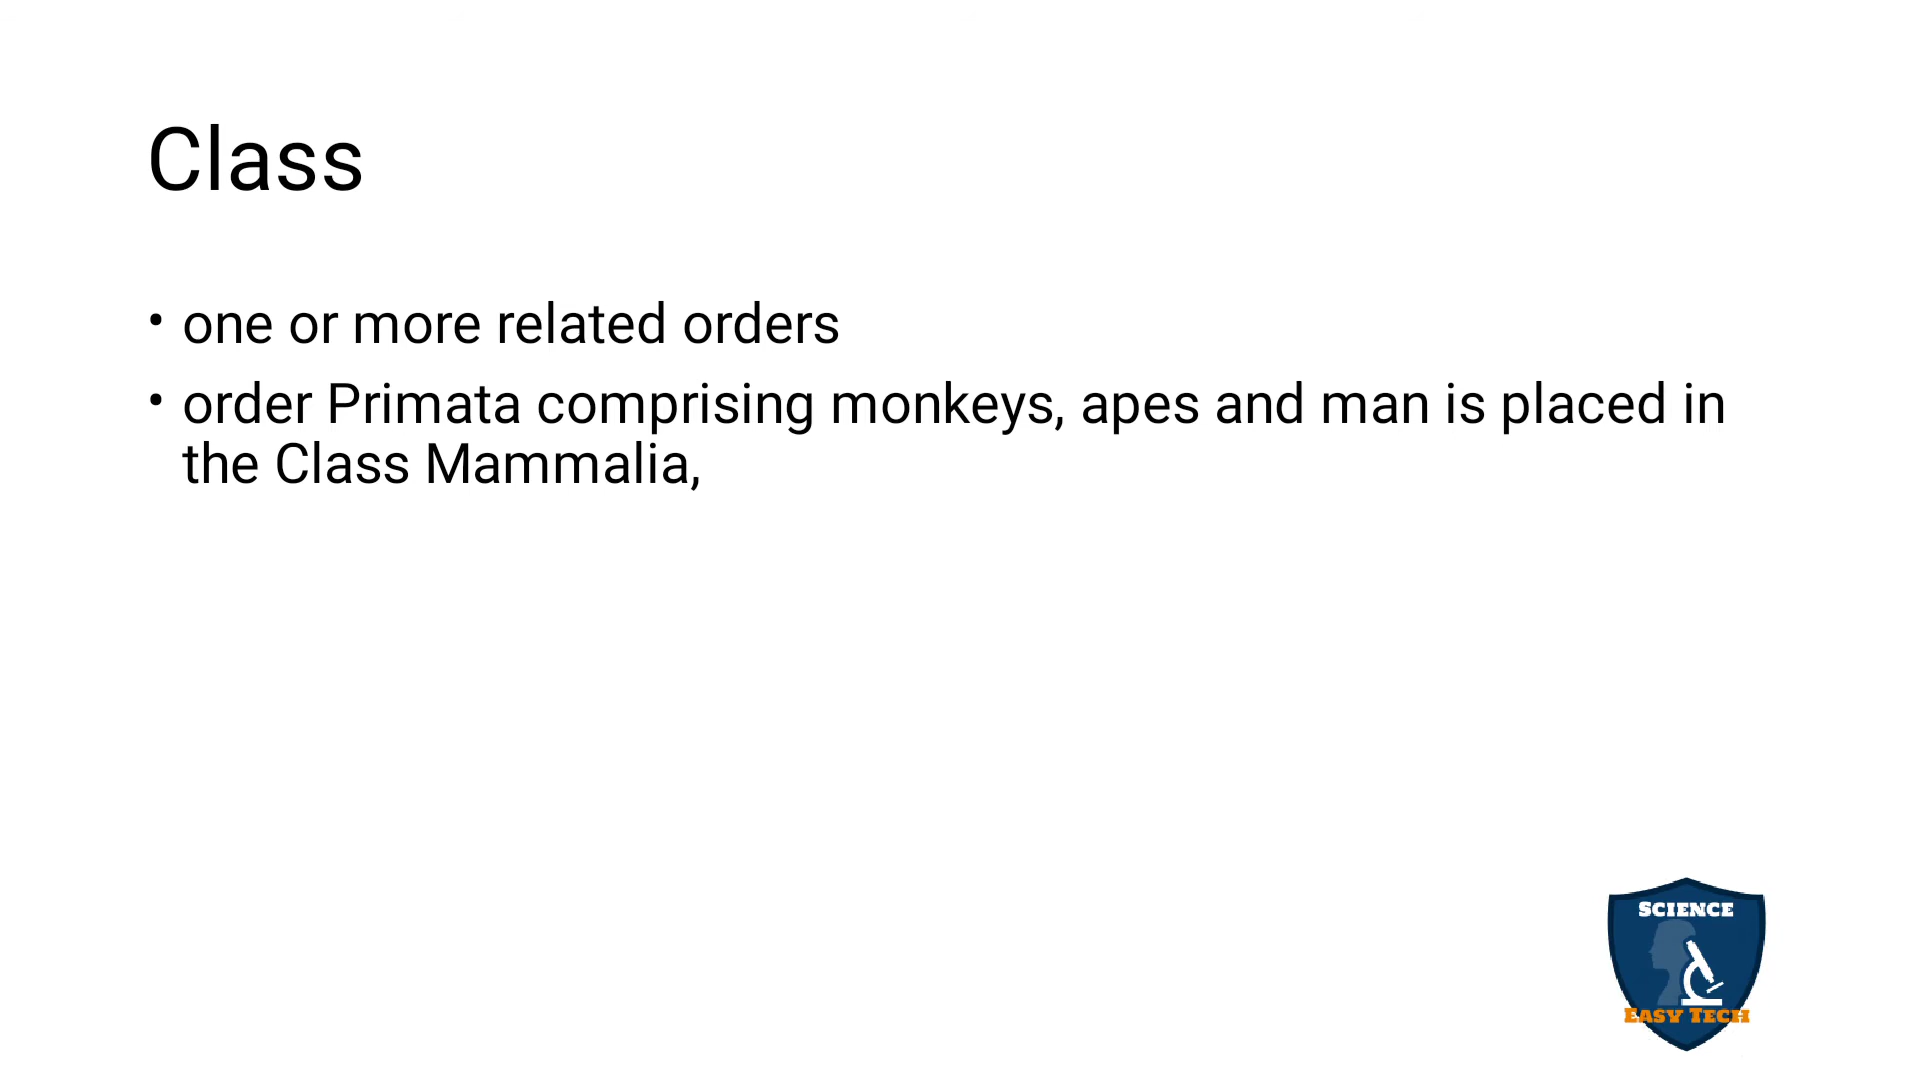 Class
• one or more related orders
• order Primata comprising monkeys, apes and man is placed in
the Class Mammalia,
SCIENCE
EASY TECH